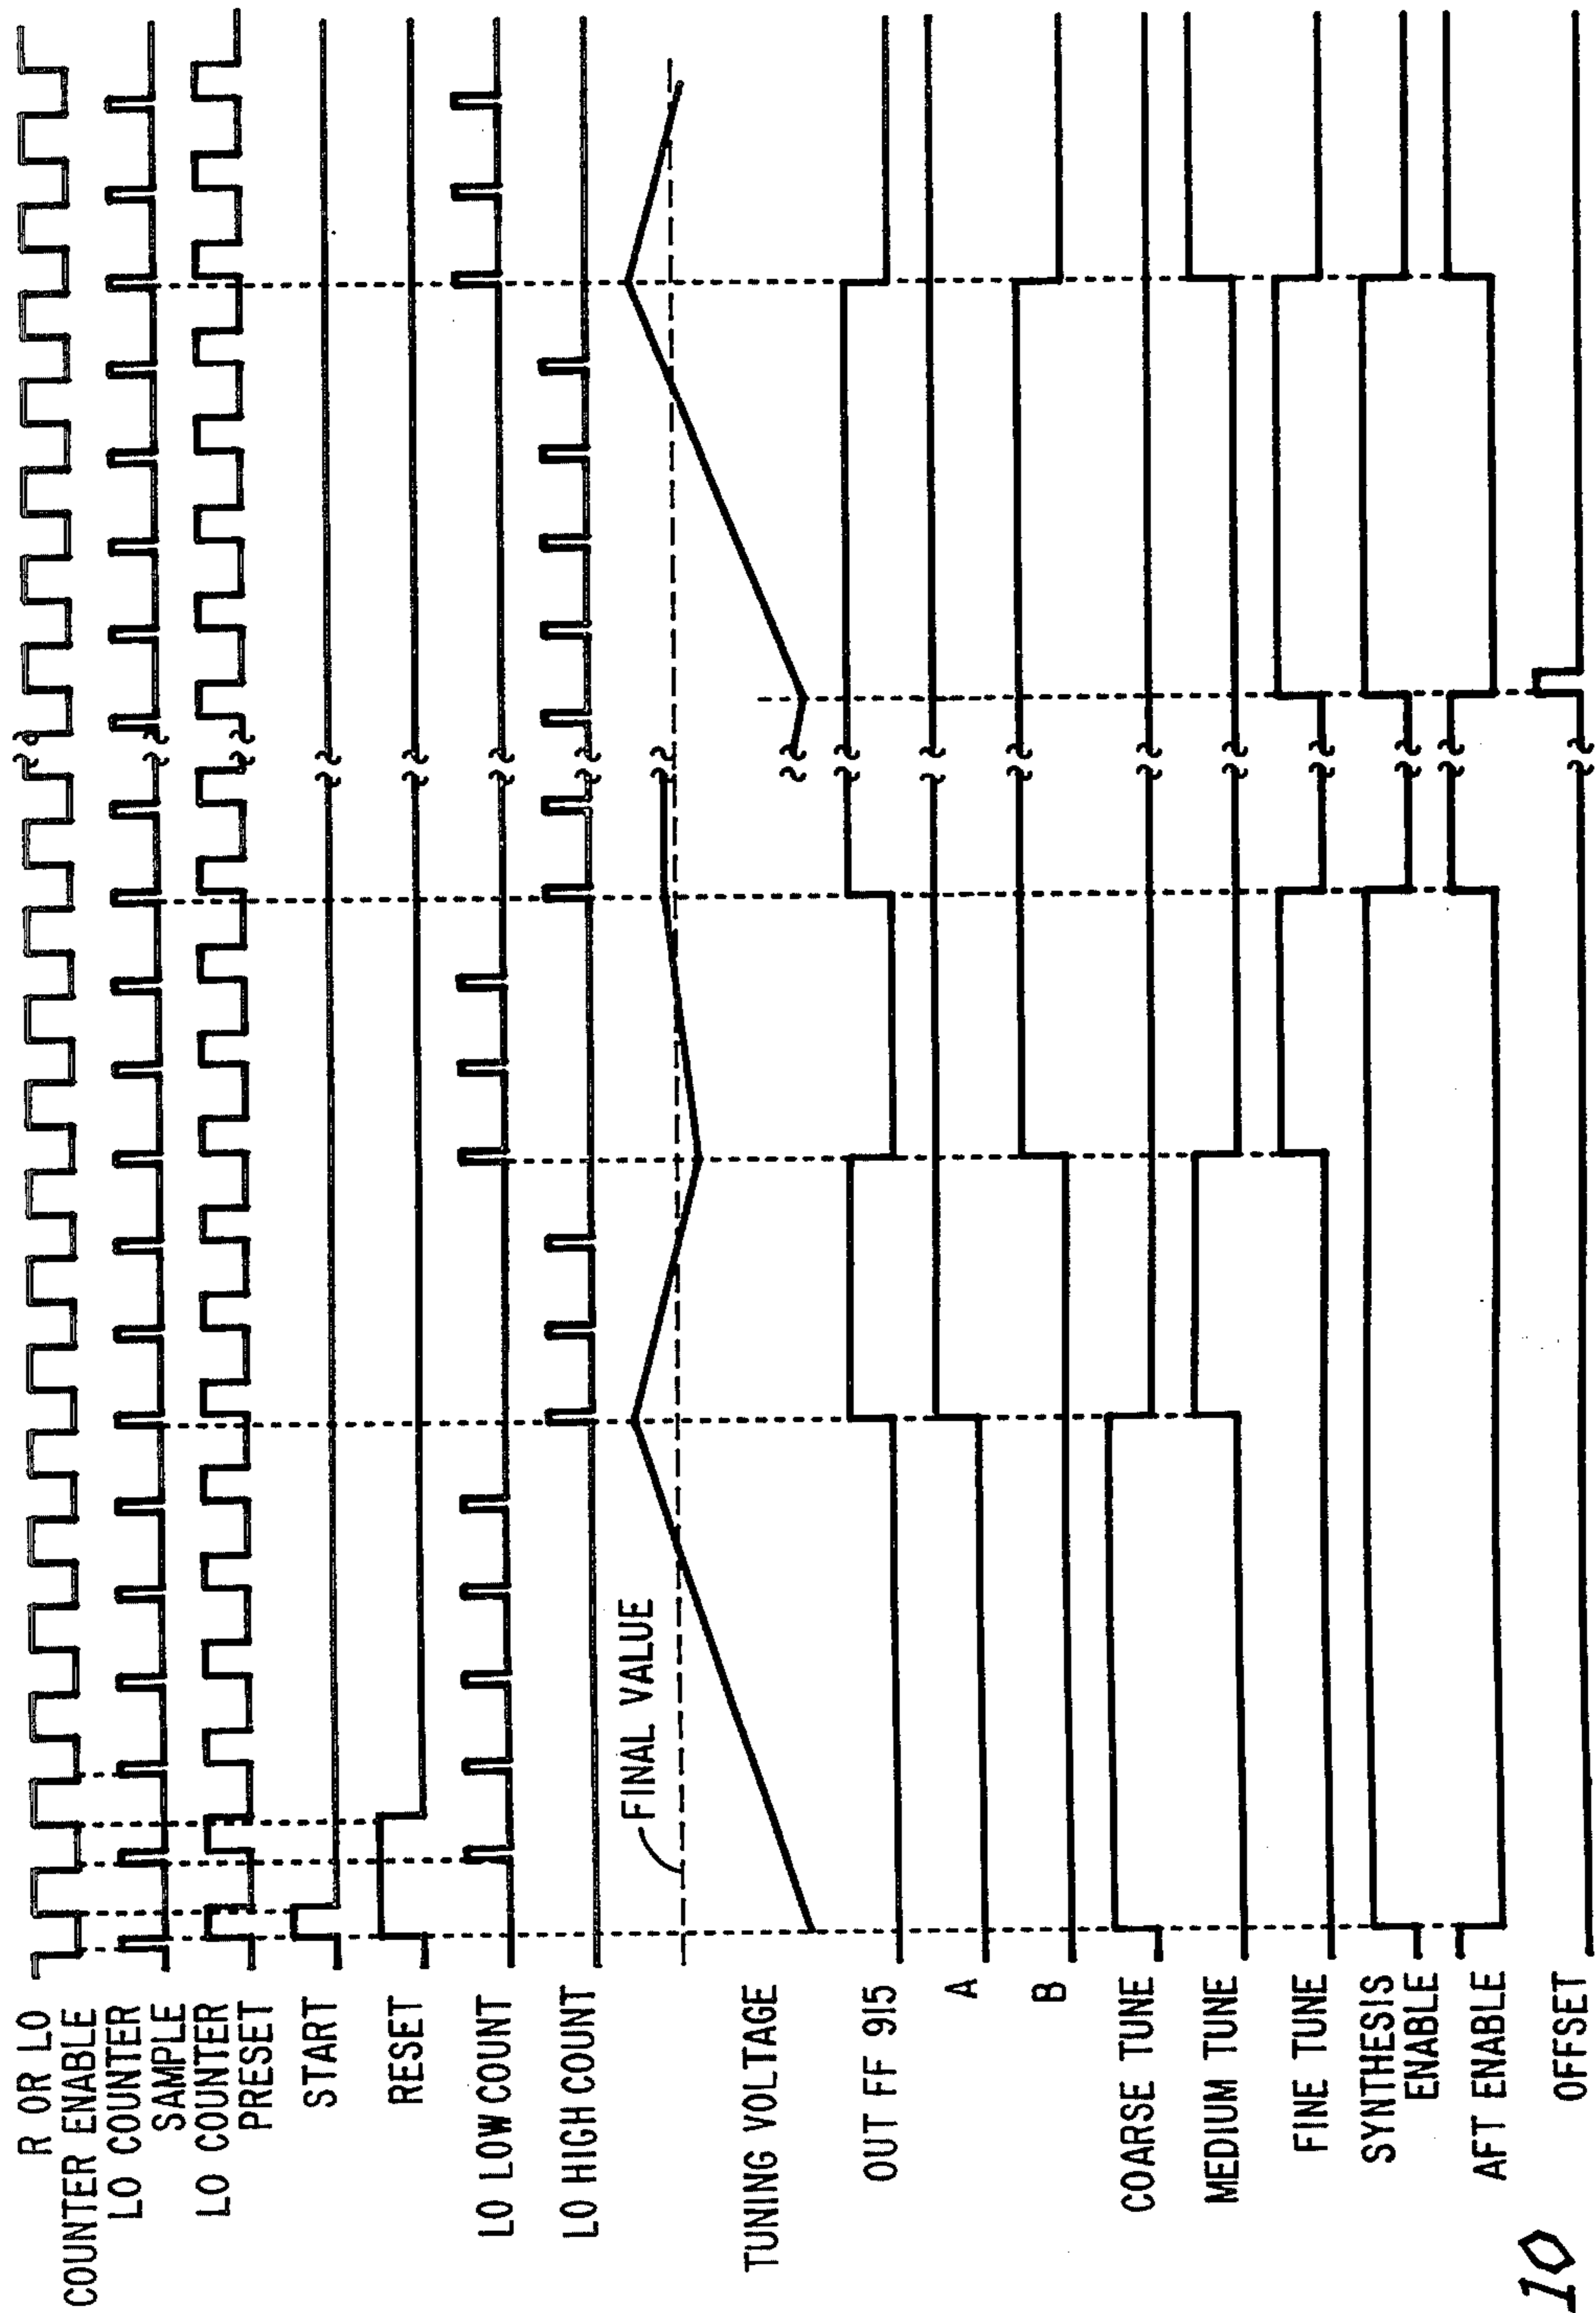 R OR LO
COUNTER ENABLE
LO COUNTER
SAMPLE
LO COUNTER
PRESET
START
RESET
LO LOW COUNT
LO HIGH COUNT
FINAL VALUE
TUNING VOLTAGE
OUT FF 915
A
B
COARSE TUNE
MEDIUM TUNE
FINE TUNE
SYNTHESIS
ENABLE
AFT ENABLE
OFFSET
10